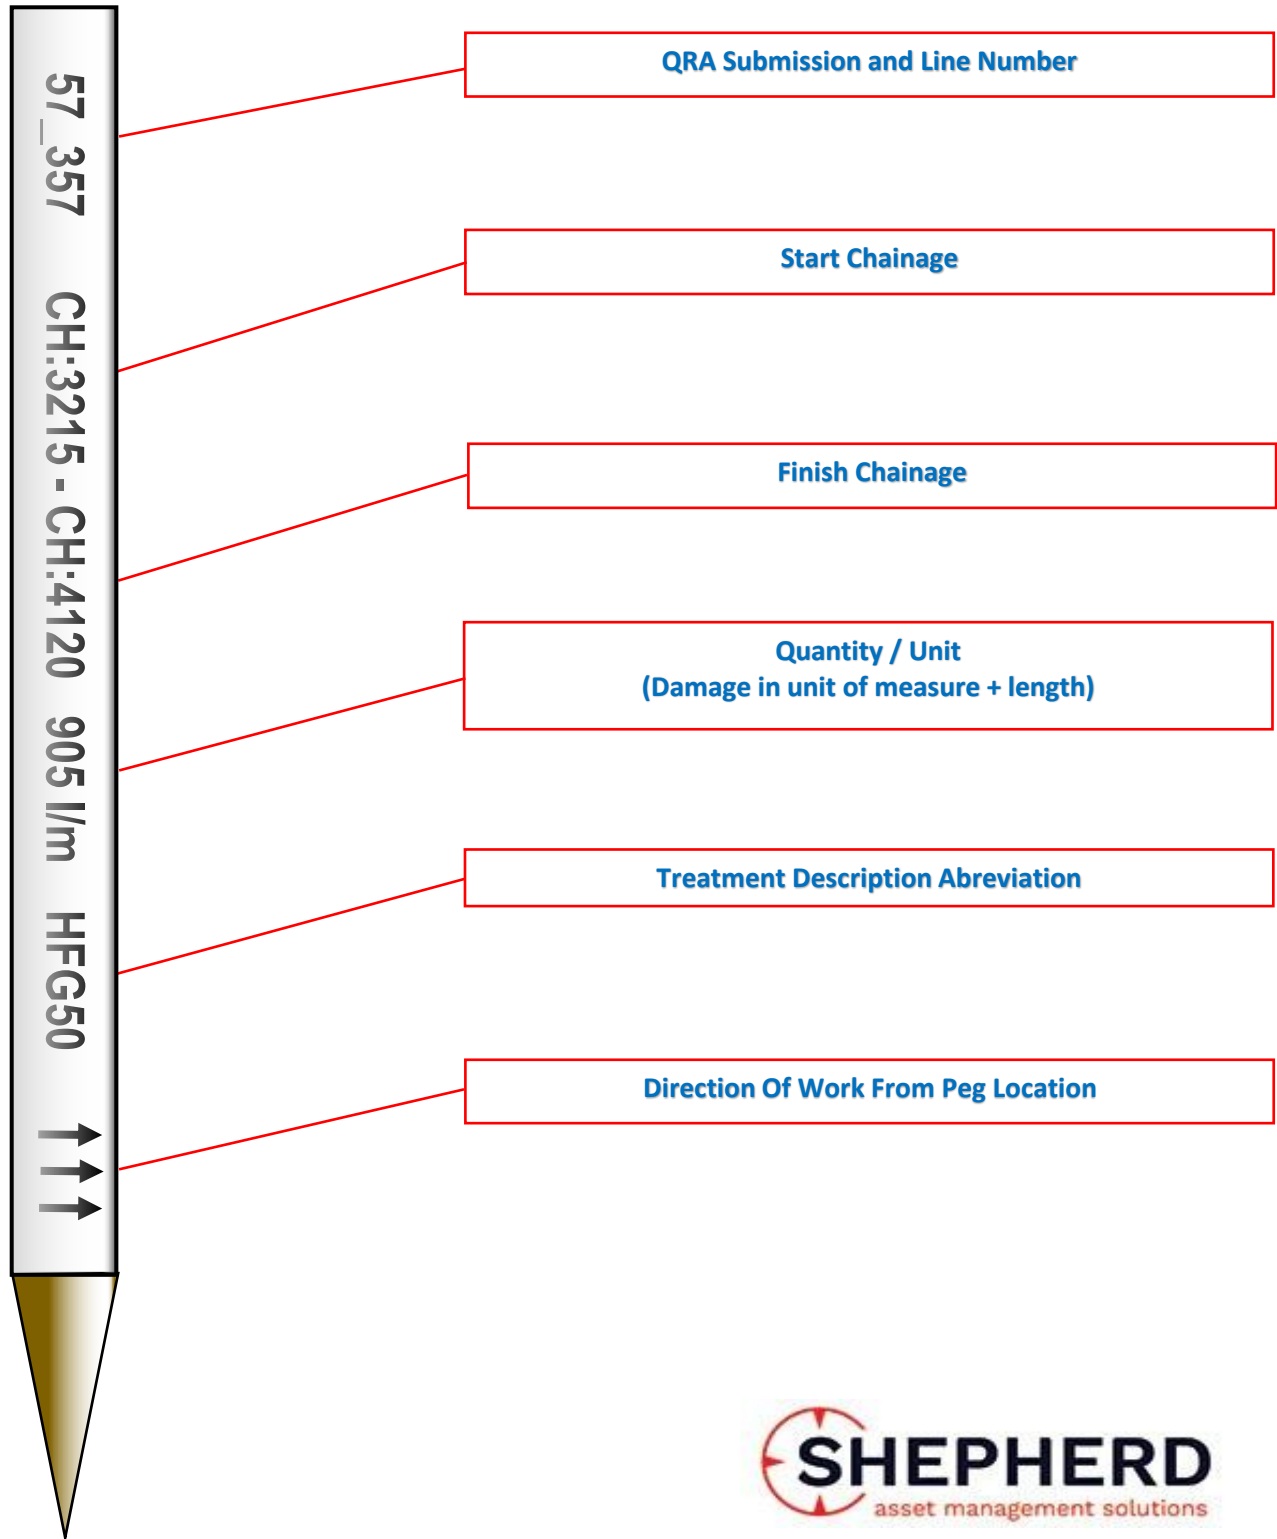 57_357 CH:3215 - CH:4120 905 l/m HFG50
QRA Submission and Line Number
Start Chainage
Finish Chainage
Quantity / Unit
(Damage in unit of measure + length)
Treatment Description Abreviation
Direction Of Work From Peg Location
SHEPHERD
asset management solutions